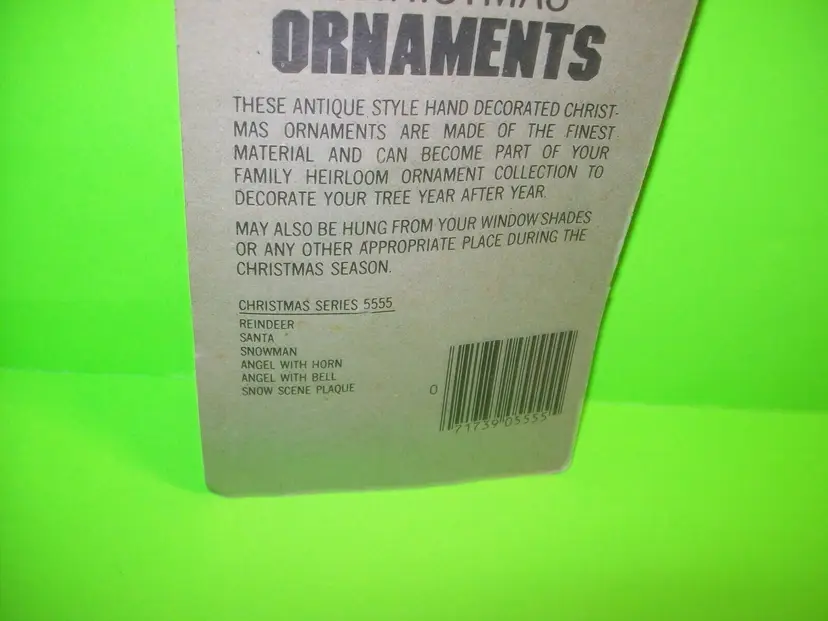 ORNAMENTS
THESE ANTIQUE STYLE HAND DECORATED CHRIST-
MAS ORNAMENTS ARE MADE OF THE FINEST
MATERIAL AND CAN BECOME PART OF YOUR
FAMILY HEIRLOOM ORNAMENT COLLECTION TO
DECORATE YOUR TREE YEAR AFTER YEAR.
MAY ALSO BE HUNG FROM YOUR WINDOW SHADES
OR ANY OTHER APPROPRIATE PLACE DURING THE
CHRISTMAS SEASON.
CHRISTMAS SERIES 5555
REINDEER
SANTA
SNOWMAN
ANGEL WITH HORN
ANGEL WITH BELL
SNOW SCENE PLAQUE
0 71739 05555